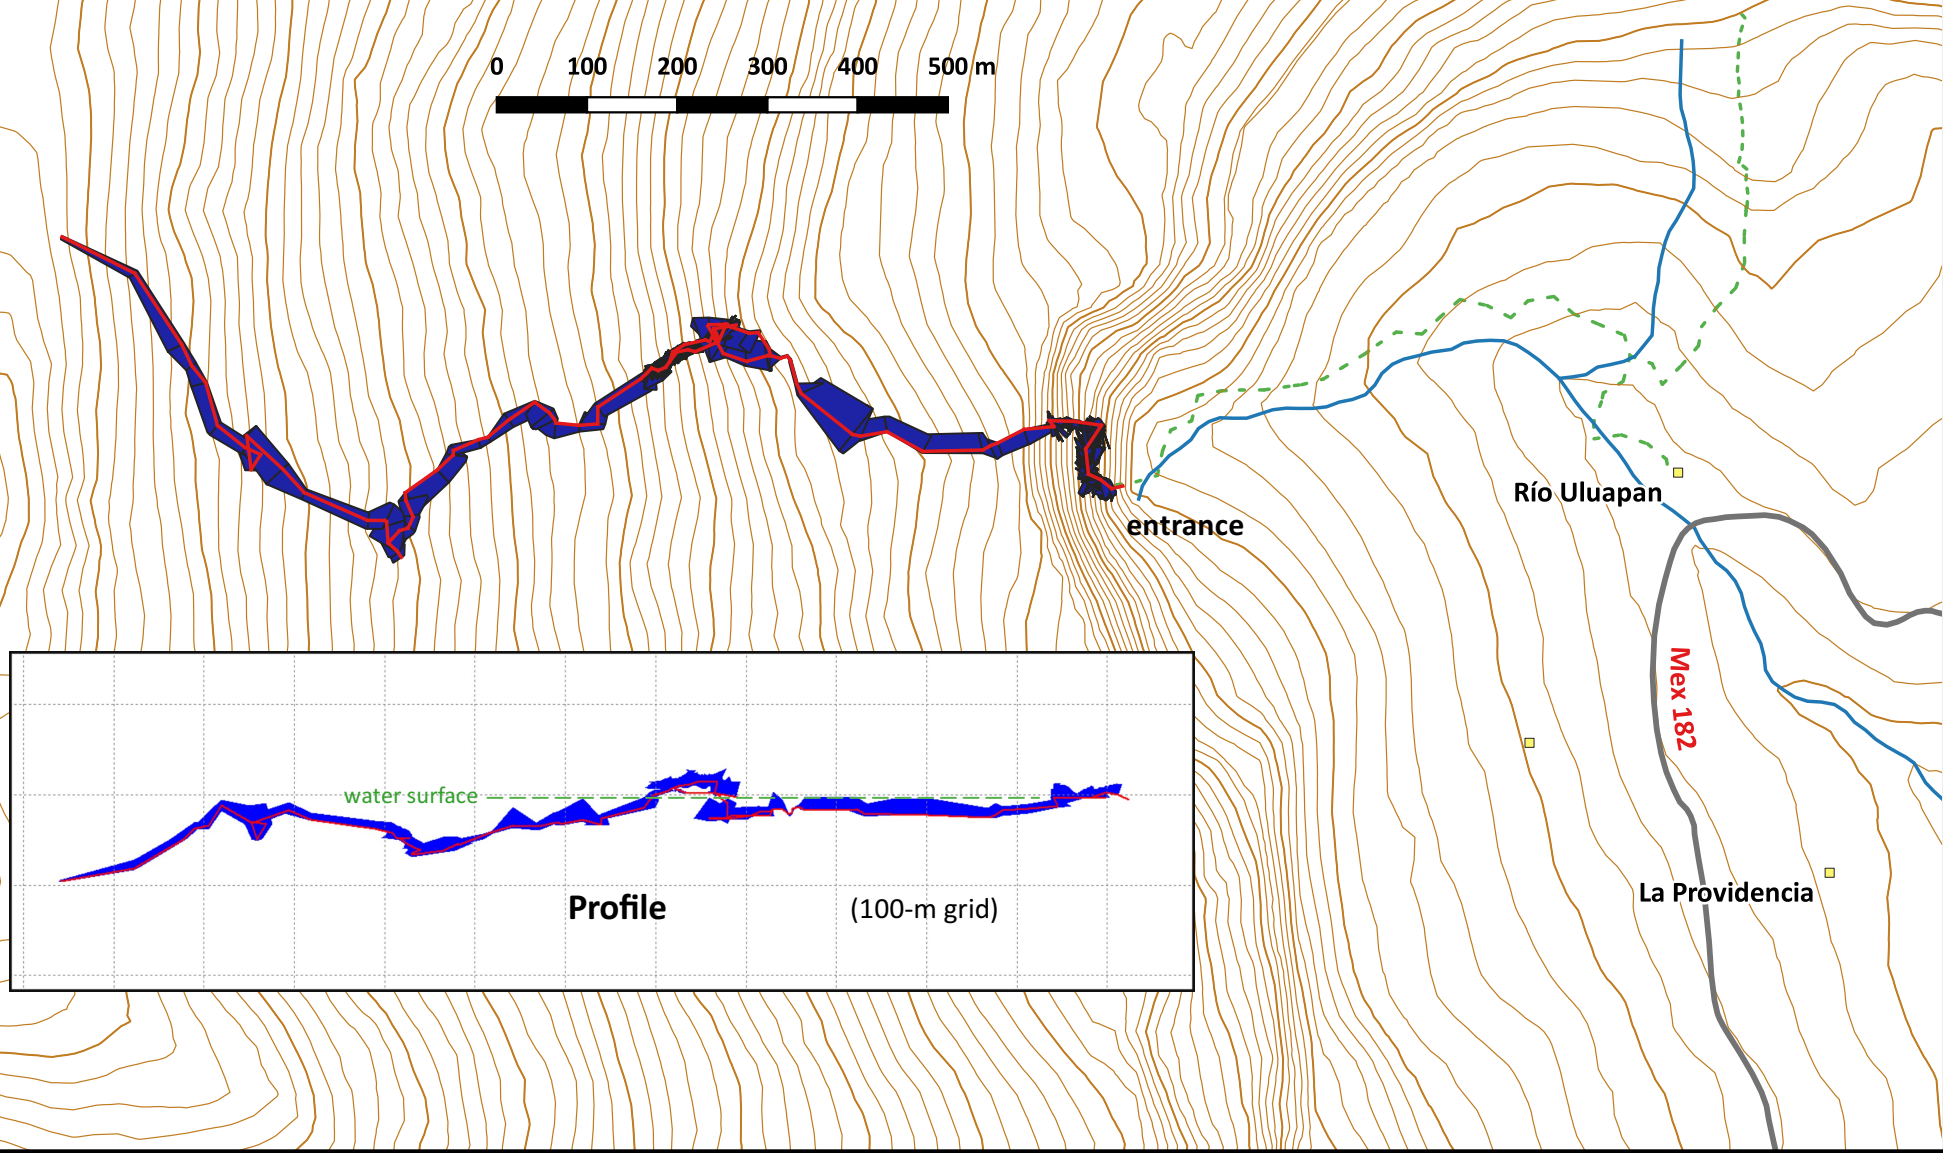 0 100 200 300 400 500 m
Río Uluapan
entrance
Mex 182
water surface
La Providencia
Profile (100-m grid)